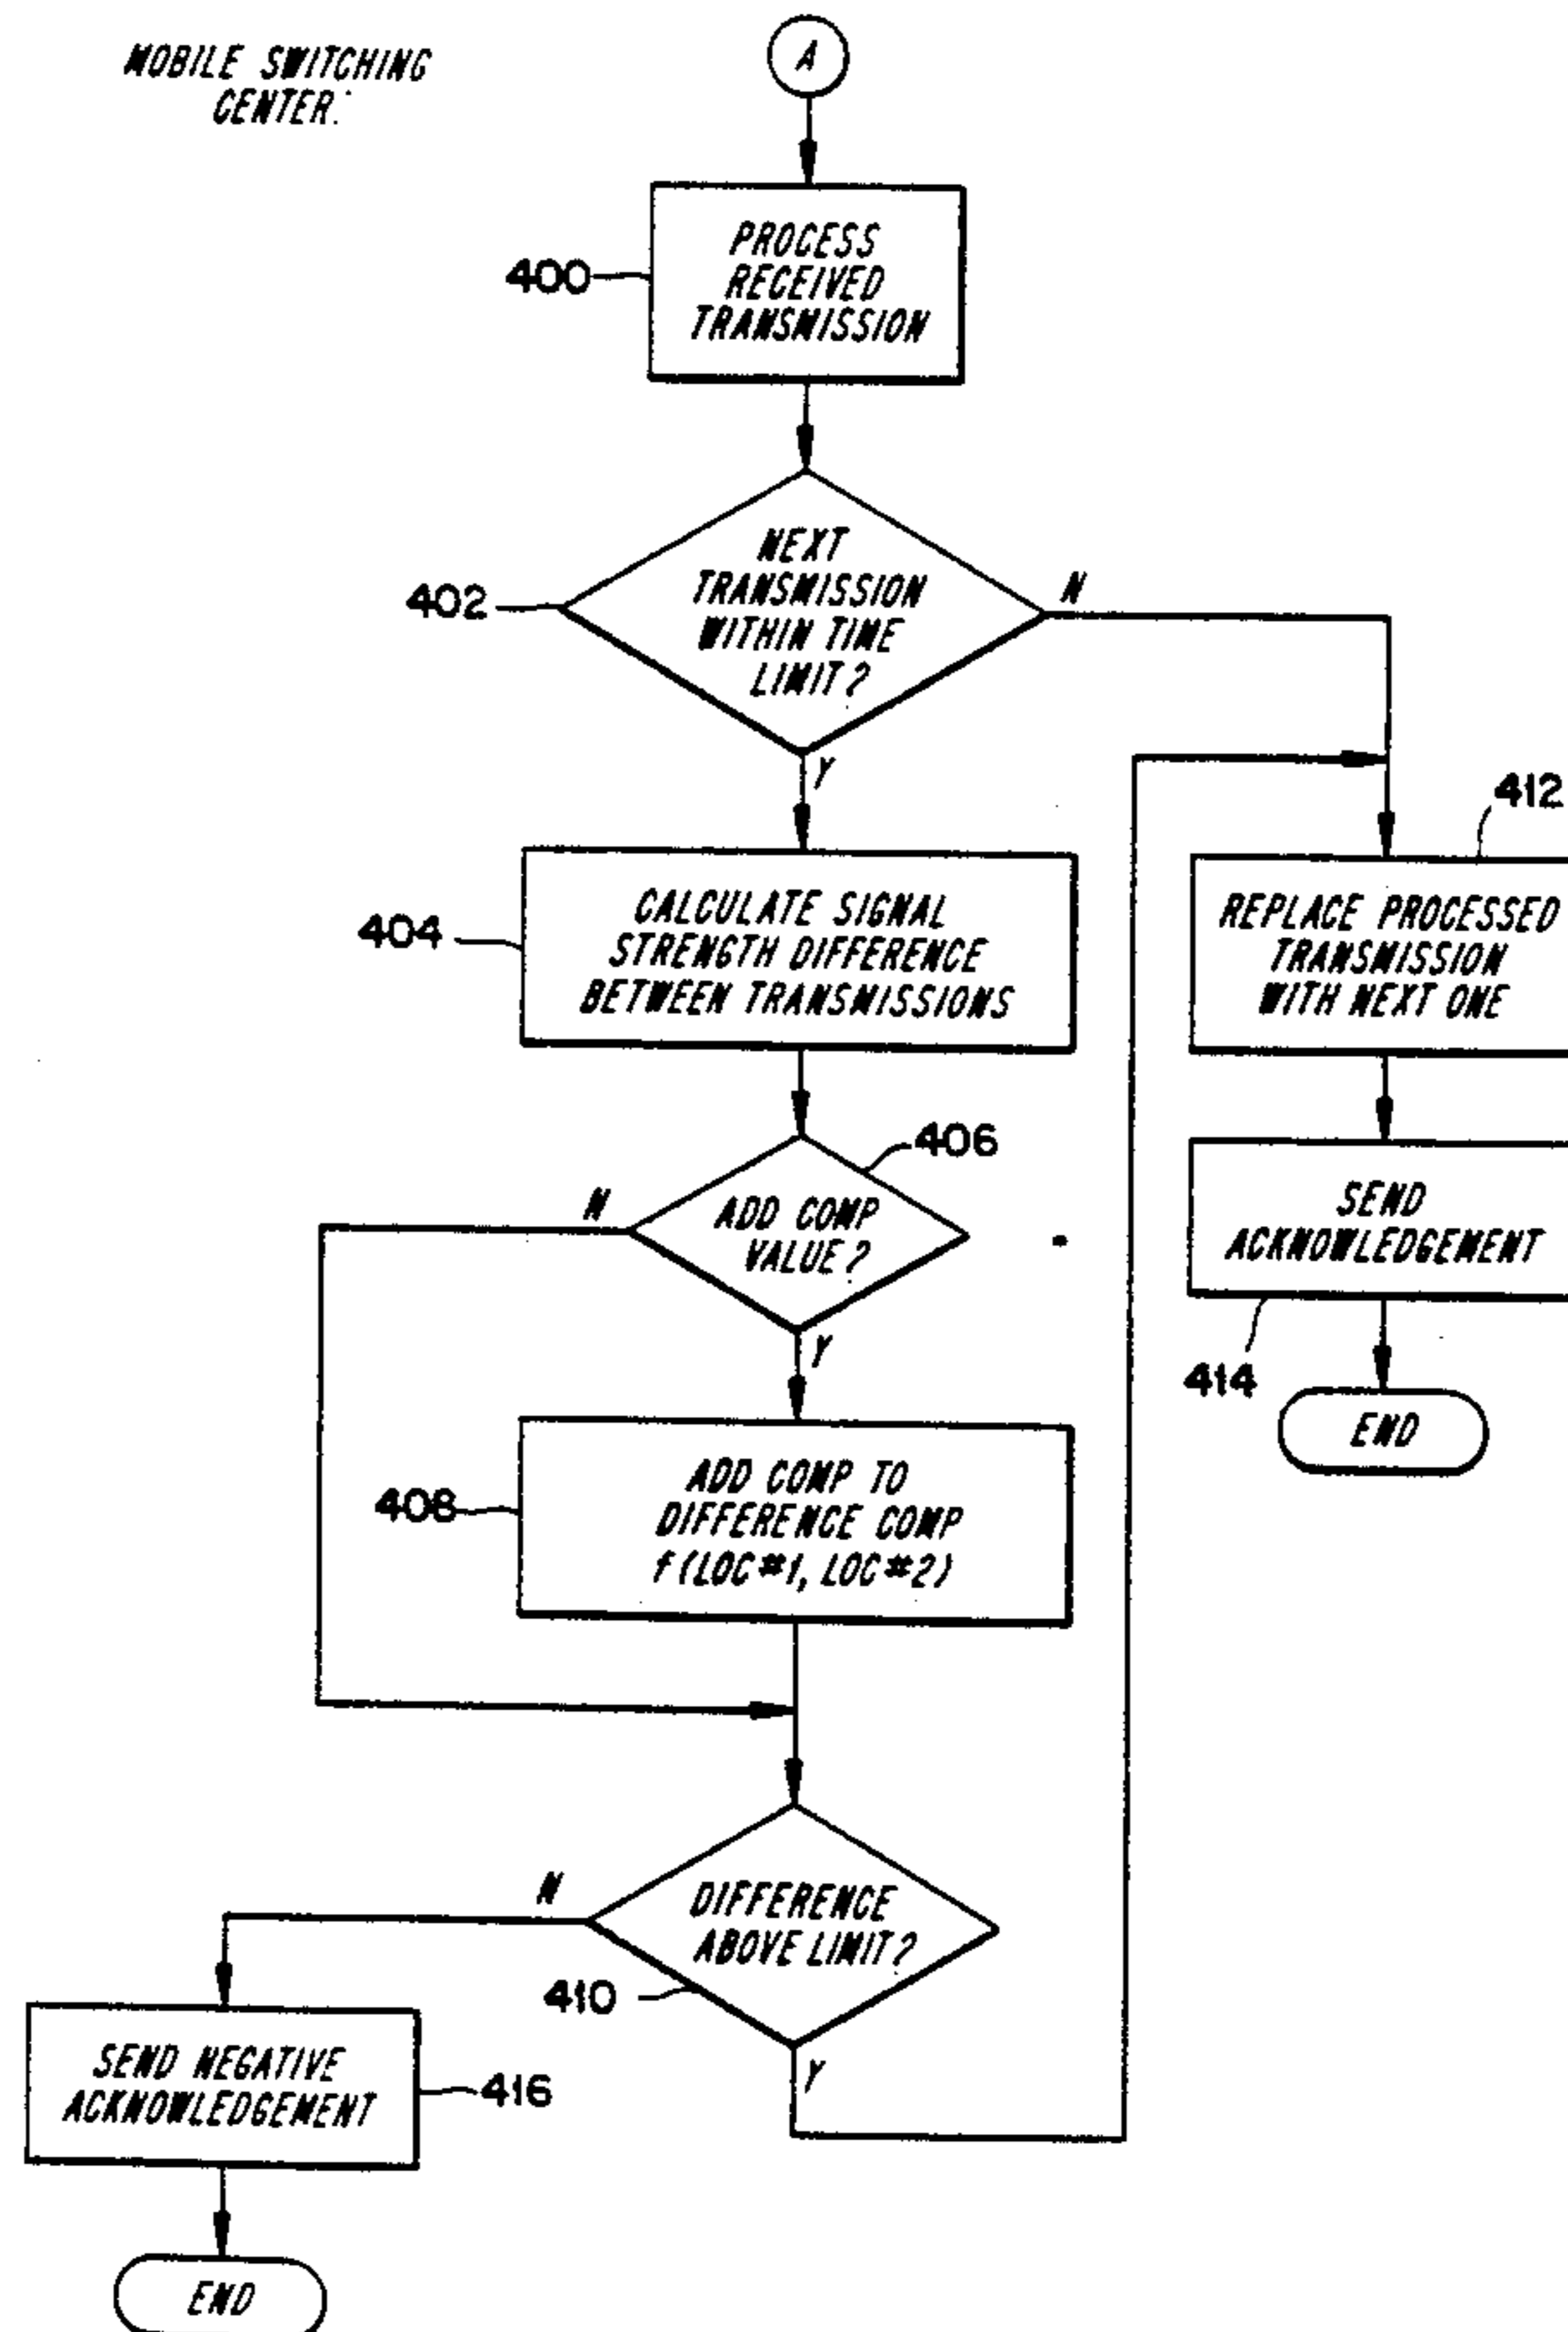 MOBILE SWITCHING
CENTER:
A
400
PROCESS
RECEIVED
TRANSMISSION
402
NEXT
TRANSMISSION
WITHIN TIME
LIMIT?
N
Y
404
CALCULATE SIGNAL
STRENGTH DIFFERENCE
BETWEEN TRANSMISSIONS
412
REPLACE PROCESSED
TRANSMISSION
WITH NEXT ONE
406
N
ADD COMP
VALUE?
Y
SEND
ACKNOWLEDGEMENT
414
END
408
ADD COMP TO
DIFFERENCE COMP
f(LOC#1, LOC#2)
N
DIFFERENCE
ABOVE LIMIT?
410
Y
SEND NEGATIVE
ACKNOWLEDGEMENT
416
END